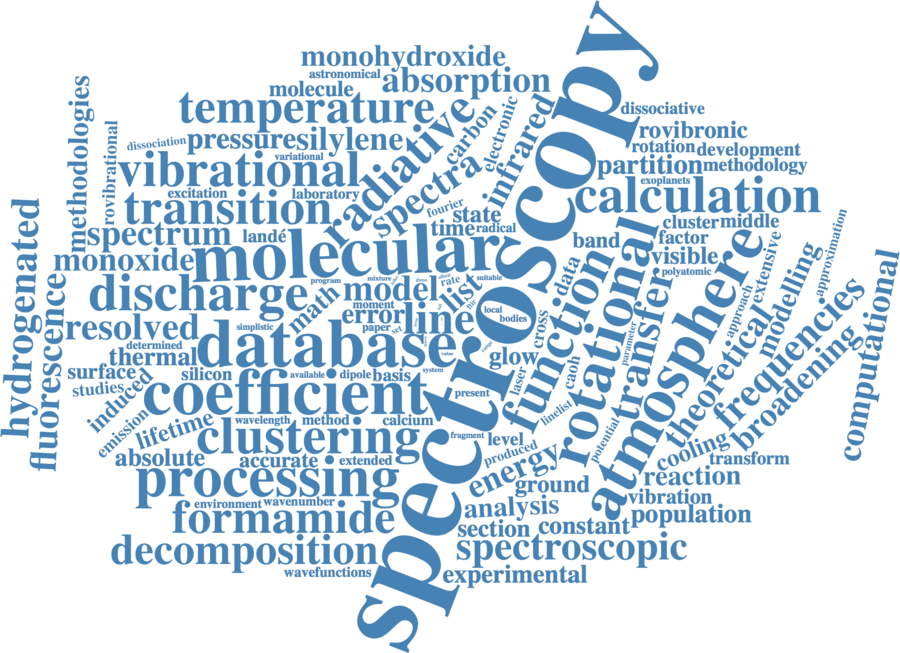 spectroscopy
monohydroxide
astronomical
absorption
molecule
temperature
methodologies
rovibrational
dissociation
pressure
silylene
radiative
carbon
electronic
infrared
dissociative
rovibronic
rotation
development
variational
vibrational
spectra
partition
methodology
exoplanets
calculation
excitation
laboratory
transition
fourier
state
time
radical
cluster
middle
spectrum
landé
factor
band
visible
hydrogenated
monoxide
molecular
polyatomic
data
functional
rotational
transfer
atmosphere
approach
extensive
modelling
approximation
program
mixture
rate
suitable
discharge
math
model
list
moment
error
line
local
bodies
cross
fluorescence
resolved
simplistic
paper
set
determined
thermal
database
value
system
glow
parameter
theoretical
frequencies
computational
surface
studies
silicon
available
dipole
basis
laser
caoh
linelist
broadening
induced
coefficient
present
emission
lifetime
wavelength
method
calcium
fragment
level
produced
potential
cooling
transform
clustering
absolute
accurate
extended
energy
ground
reaction
vibration
processing
environment
wavenumber
analysis
population
formamide
section
constant
decomposition
spectroscopic
wavefunctions
experimental